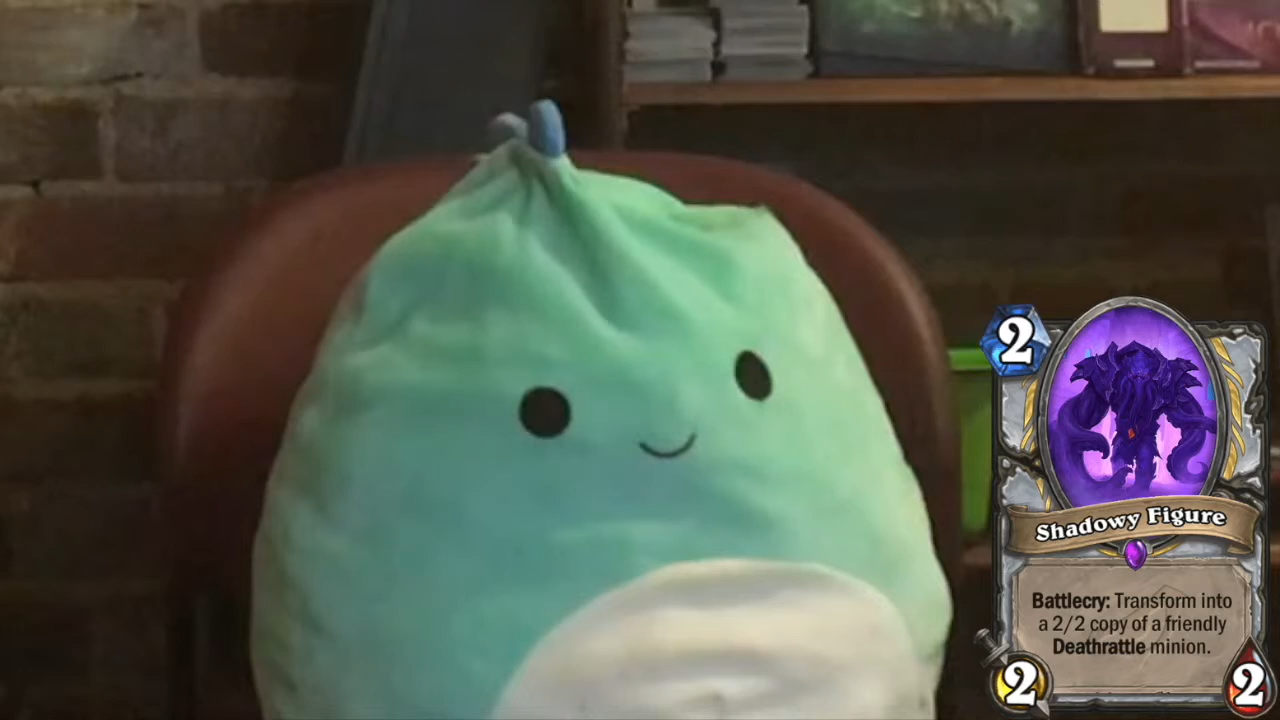 2
Shadowy Figure
Battlecry: Transform into
a 2/2 copy of a friendly
Deathrattle minion.
2
2